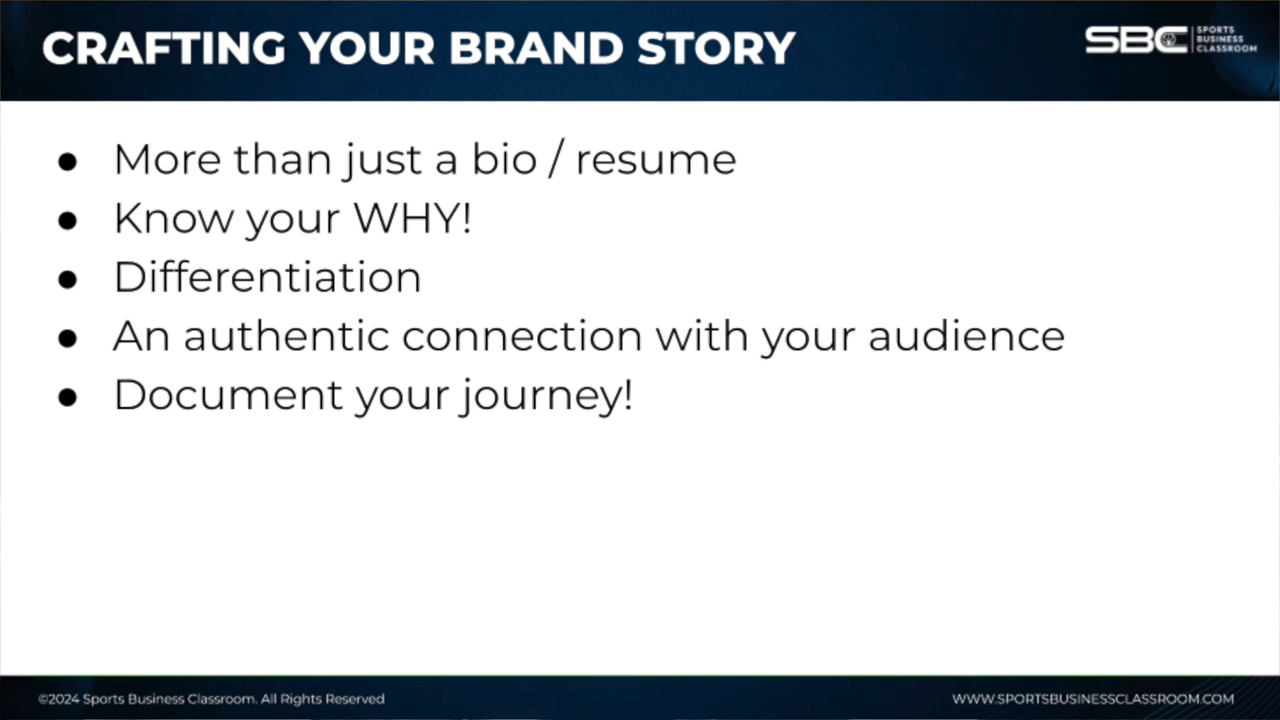 CRAFTING YOUR BRAND STORY
SBC SPORTS
BUSINESS
CLASSROOM
● More than just a bio / resume
● Know your WHY!
● Differentiation
● An authentic connection with your audience
● Document your journey!
©2024 Sports Business Classroom. All Rights Reserved
WWW.SPORTSBUSINESSCLASSROOM.COM